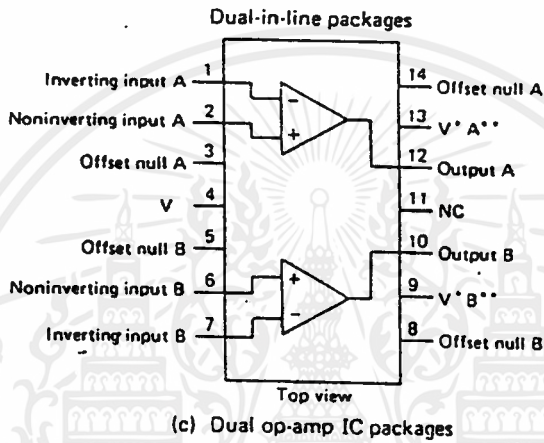 Dual-in-line packages
Inverting input A 1
14 Offset null A
Noninverting input A 2
13 V+ A**
Offset null A 3
12 Output A
V 4
11 NC
Offset null B 5
10 Output B
Noninverting input B 6
9 V+ B**
Inverting input B 7
8 Offset null B
−
+
+
−
Top view
(c) Dual op-amp IC packages